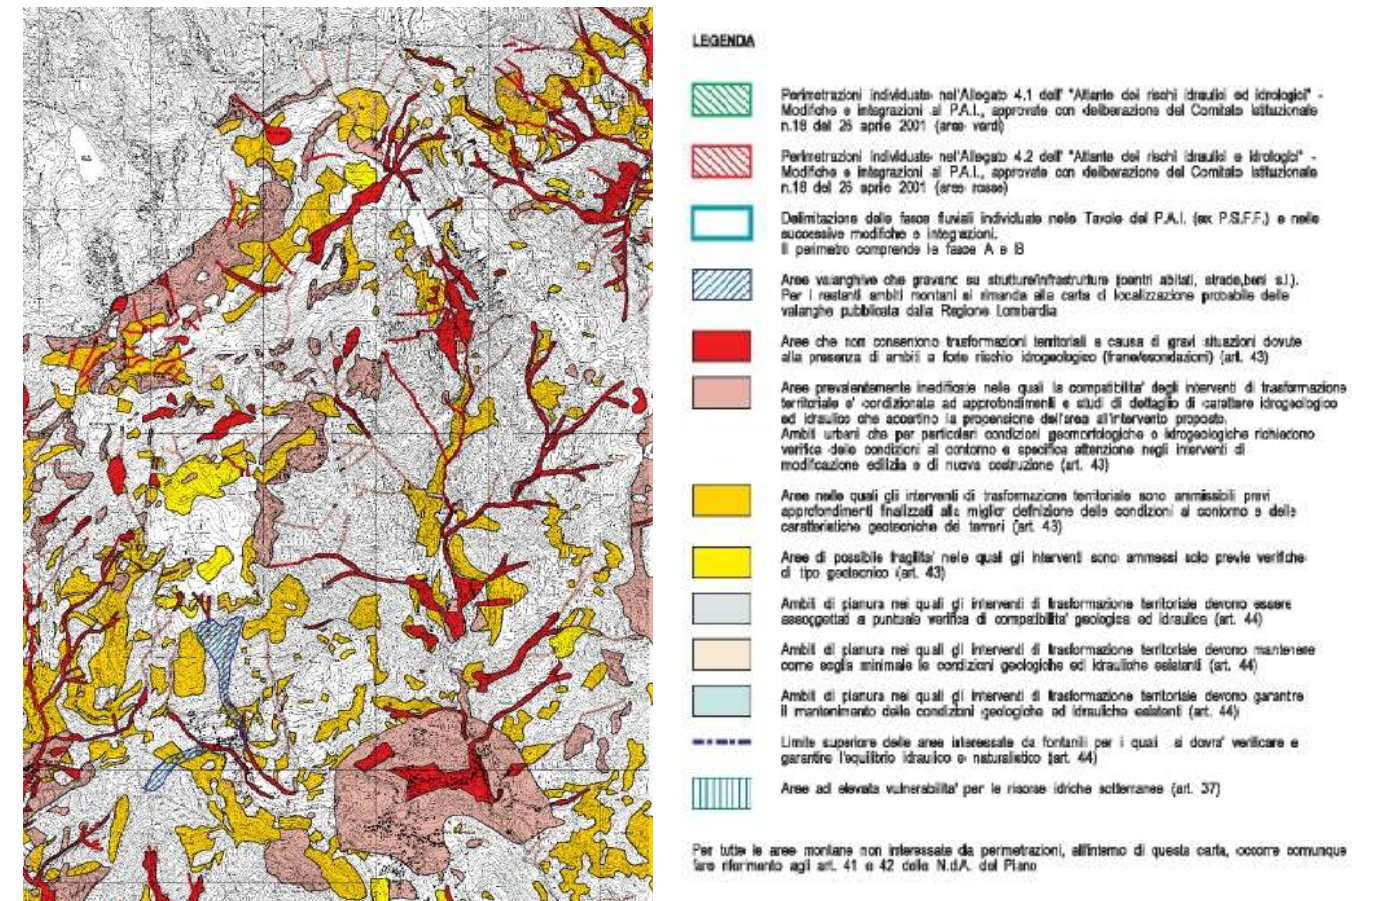 LEGENDA
Perimetrazioni individuate nell'Allegato 4.1 dell' "Atlante dei rischi idraulici ed idrologici" -
Modifiche e integrazioni al P.A.I., approvate con deliberazione del Comitato Istituzionale
n.18 del 26 aprile 2001 (aree verdi)
Perimetrazioni individuate nell'Allegato 4.2 dell' "Atlante dei rischi idraulici e idrologici" -
Modifiche e integrazioni al P.A.I., approvate con deliberazione del Comitato Istituzionale
n.18 del 26 aprile 2001 (aree rosse)
Delimitazione delle fasce fluviali individuate nelle Tavole del P.A.I. (ex P.S.F.F.) e nelle
successive modifiche e integrazioni.
Il perimetro comprende le fasce A e B
Aree valanghive che gravano su strutture/infrastrutture (centri abitati, strade,beni s.l.).
Per i restanti ambiti montani si rimanda alla carta di localizzazione probabile delle
valanghe pubblicata dalla Regione Lombardia
Aree che non consentono trasformazioni territoriali a causa di gravi situazioni dovute
alla presenza di ambiti a forte rischio idrogeologico (frane/esondazioni) (art. 43)
Aree prevalentemente inedificate nelle quali la compatibilita' degli interventi di trasformazione
territoriale e' condizionata ad approfondimenti e studi di dettaglio di carattere idrogeologico
ed idraulico che accertino la propensione dell'area all'intervento proposto.
Ambiti urbani che per particolari condizioni geomorfologiche o idrogeologiche richiedono
verifica delle condizioni al contorno e specifica attenzione negli interventi di
modificazione edilizia e di nuova costruzione (art. 43)
Aree nelle quali gli interventi di trasformazione territoriale sono ammissibili previ
approfondimenti finalizzati alla miglior definizione delle condizioni al contorno e delle
caratteristiche geotecniche dei terreni (art. 43)
Aree di possibile fragilita' nelle quali gli interventi sono ammessi solo previe verifiche
di tipo geotecnico (art. 43)
Ambiti di pianura nei quali gli interventi di trasformazione territoriale devono essere
assoggettati a puntuale verifica di compatibilita' geologica ed idraulica (art. 44)
Ambiti di pianura nei quali gli interventi di trasformazione territoriale devono mantenere
come soglia minimale le condizioni geologiche ed idrauliche esistenti (art. 44)
Ambiti di pianura nei quali gli interventi di trasformazione territoriale devono garantire
il mantenimento delle condizioni geologiche ed idrauliche esistenti (art. 44)
Limite superiore delle aree interessate da fontanili per i quali si dovra' verificare e
garantire l'equilibrio idraulico e naturalistico (art. 44)
Aree ad elevata vulnerabilita' per le risorse idriche sotterranee (art. 37)
Per tutte le aree montane non interessate da perimetrazioni, all'interno di questa carta, occorre comunque
fare riferimento agli art. 41 e 42 delle N.d.A. del Piano